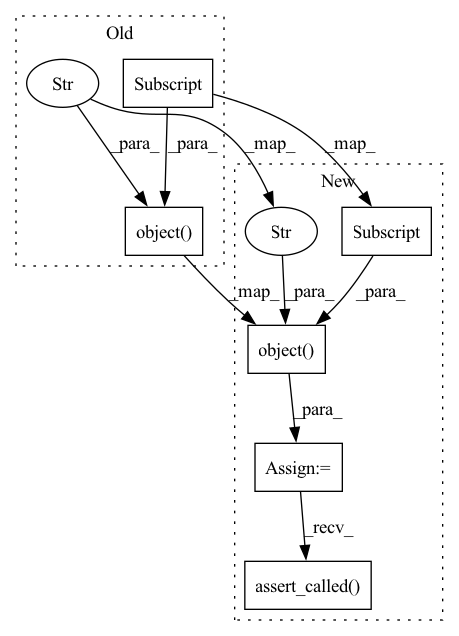 Old
Str
Subscript
_para_
_para_
_map_
_map_
New
object()
Str
Subscript
_map_
_para_
_para_
object()
_para_
Assign:=
_recv_
assert_called()